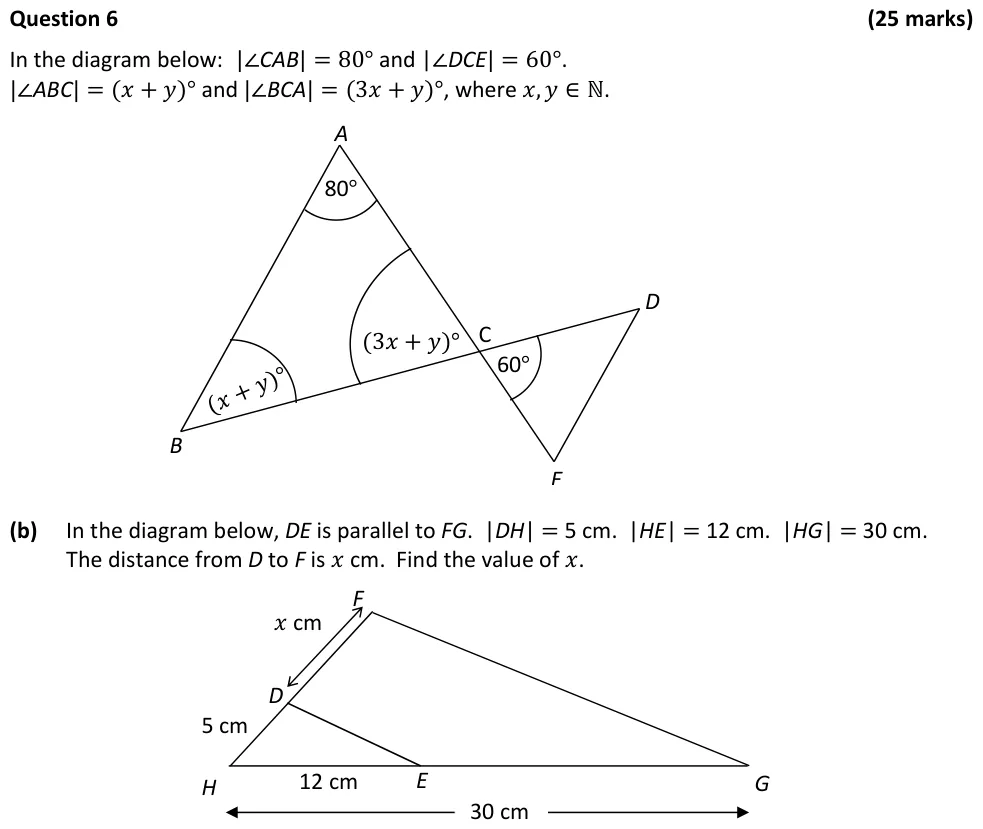 Question 6 (25 marks)
In the diagram below: |∠CAB| = 80° and |∠DCE| = 60°.
|∠ABC| = (x + y)° and |∠BCA| = (3x + y)°, where x, y ∈ ℕ.
A
80°
D
(3x + y)° C
60°
(x + y)°
B
F
(b) In the diagram below, DE is parallel to FG. |DH| = 5 cm. |HE| = 12 cm. |HG| = 30 cm.
The distance from D to F is x cm. Find the value of x.
F
x cm
D
5 cm
H 12 cm E G
30 cm